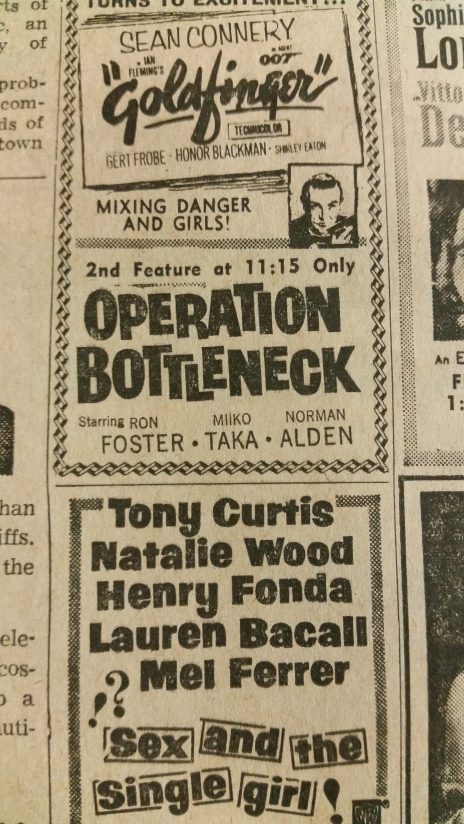 rts of
c, an
y of
prob-
com-
ds of
town
han
iffs.
the
ele-
cos-
o a
uti-
TURNS TO EXCITEMENT!!!
SEAN CONNERY
IN IAN
FLEMING'S
AS AGENT
007
"Goldfinger"
TECHNICOLOR
GERT FROBE · HONOR BLACKMAN · SHIRLEY EATON
MIXING DANGER
AND GIRLS!
2nd Feature at 11:15 Only
OPERATION
BOTTLENECK
Starring RON MIIKO NORMAN
FOSTER · TAKA · ALDEN
Tony Curtis
Natalie Wood
Henry Fonda
Lauren Bacall
Mel Ferrer
!?
Sex and the
single girl!
Sophi
Lo
Vitto
De
An E
F
1: